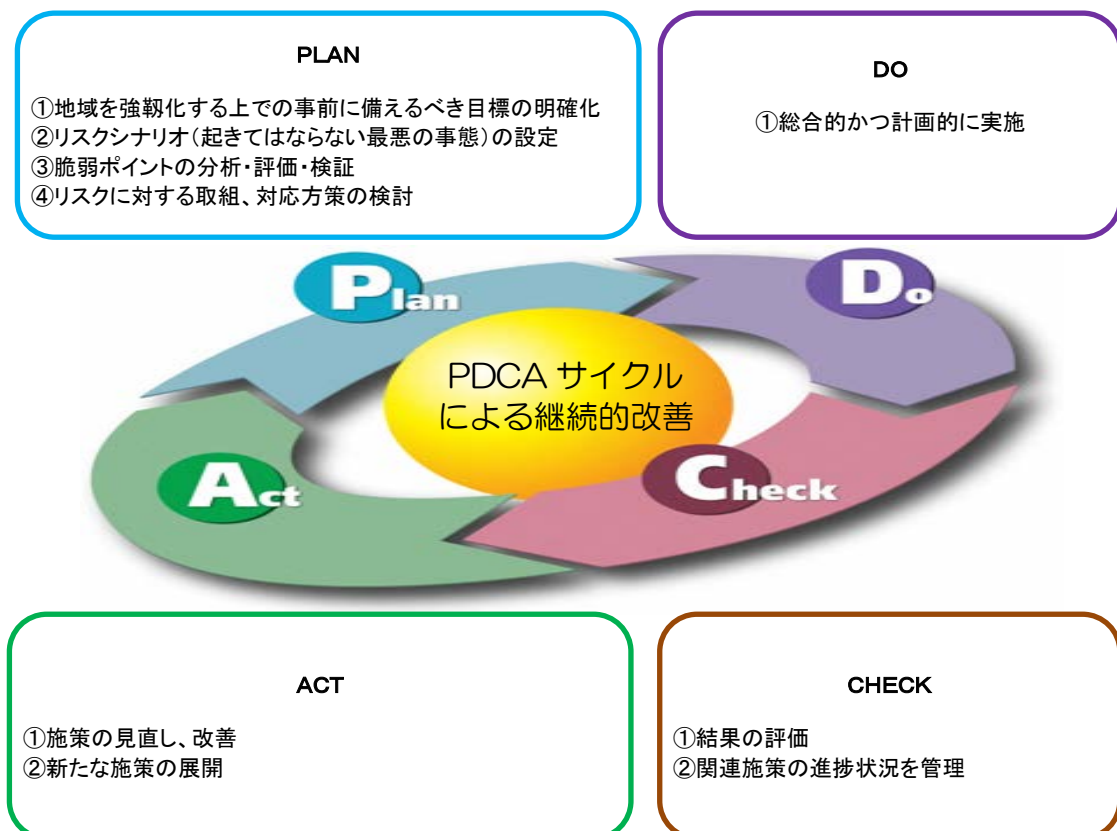 PLAN
①地域を強靱化する上での事前に備えるべき目標の明確化
②リスクシナリオ（起きてはならない最悪の事態）の設定
③脆弱ポイントの分析・評価・検証
④リスクに対する取組、対応方策の検討
DO
①総合的かつ計画的に実施
Plan
Do
PDCA サイクル
による継続的改善
Act
Check
ACT
①施策の見直し、改善
②新たな施策の展開
CHECK
①結果の評価
②関連施策の進捗状況を管理